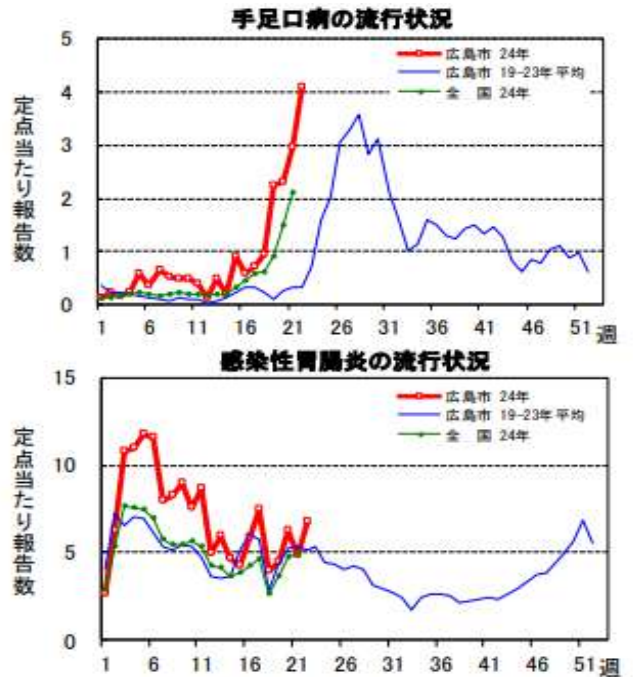 手足口病の流行状況
定点当たり報告数
5
4
3
2
1
0
広島市 24年
広島市 19-23年平均
全 国 24年
1 6 11 16 21 26 31 36 41 46 51 週
感染性胃腸炎の流行状況
定点当たり報告数
15
10
5
0
広島市 24年
広島市 19-23年平均
全 国 24年
1 6 11 16 21 26 31 36 41 46 51 週